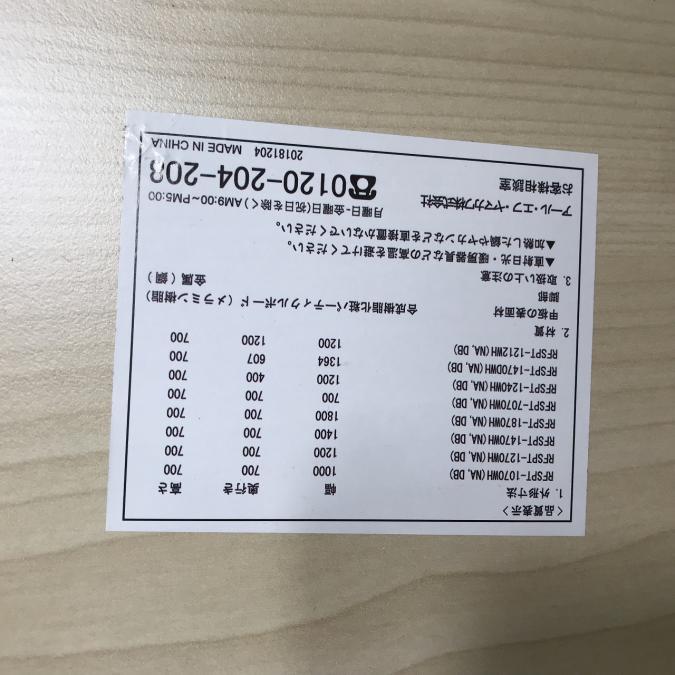 <品質表示>
1. 外形寸法 幅 奥行き 高さ
RFSPT-1070WH(NA, DB) 1000 700 700
RFSPT-1270WH(NA, DB) 1200 700 700
RFSPT-1470WH(NA, DB) 1400 700 700
RFSPT-1870WH(NA, DB) 1800 700 700
RFSPT-7070WH(NA, DB) 700 700 700
RFSPT-1240WH(NA, DB) 1200 400 700
RFSPT-1470DWH(NA, DB) 1364 607 700
RFSPT-1212WH(NA, DB) 1200 1200 700
2. 材質
甲板の表面材 合成樹脂化粧パーティクルボード(メラミン樹脂)
脚部 金属(鋼)
3. 取扱い上の注意
▲直射日光・暖房器具などの高温を避けてください。
▲加熱した鍋やヤカンなどを直接置かないでください。
アール・エフ・ヤマカワ株式会社 月曜日-金曜日(祝日を除く)AM9:00~PM5:00
お客様相談室 ☎0120-204-208
20181204 MADE IN CHINA